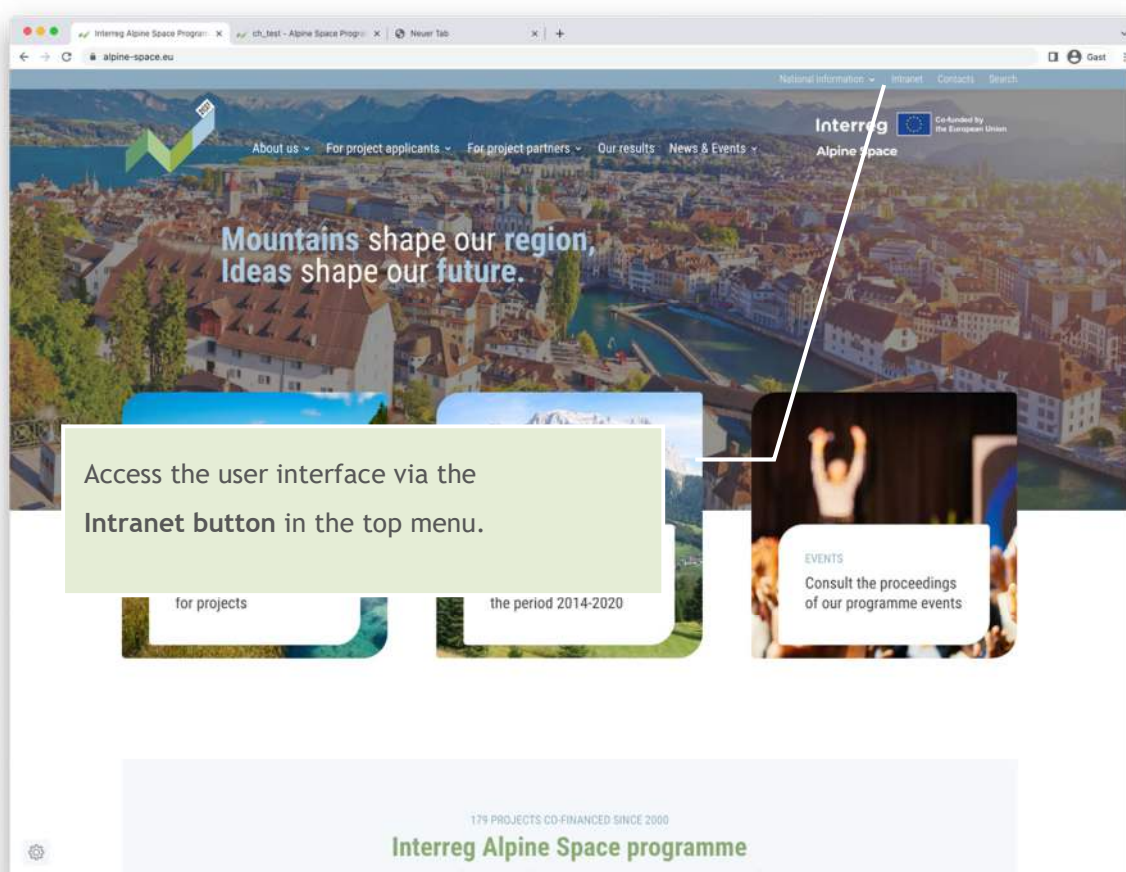 Interreg Alpine Space Program
ch_test - Alpine Space Progra
Neuer Tab
alpine-space.eu
Gast
National information
Intranet
Contacts
Search
2021
About us
For project applicants
For project partners
Our results
News & Events
Interreg
Co-funded by
the European Union
Alpine Space
Mountains shape our region,
Ideas shape our future.
Access the user interface via the
Intranet button in the top menu.
for projects
the period 2014-2020
EVENTS
Consult the proceedings
of our programme events
179 PROJECTS CO-FINANCED SINCE 2000
Interreg Alpine Space programme